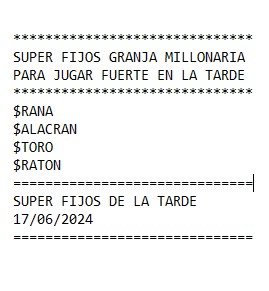 ******************************
SUPER FIJOS GRANJA MILLONARIA
PARA JUGAR FUERTE EN LA TARDE
******************************
$RANA
$ALACRAN
$TORO
$RATON
==============================
SUPER FIJOS DE LA TARDE
17/06/2024
==============================